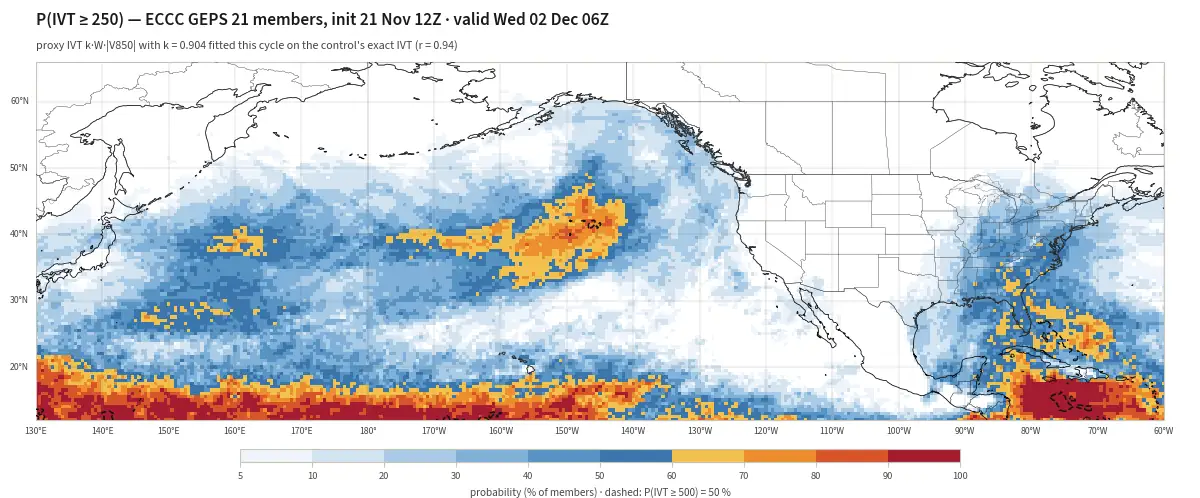 P(IVT ≥ 250) — ECCC GEPS 21 members, init 21 Nov 12Z · valid Wed 02 Dec 06Z
proxy IVT k·W·|V850| with k = 0.904 fitted this cycle on the control's exact IVT (r = 0.94)
60°N
50°N
40°N
30°N
20°N
130°E 140°E 150°E 160°E 170°E 180° 170°W 160°W 150°W 140°W 130°W 120°W 110°W 100°W 90°W 80°W 70°W 60°W
5 10 20 30 40 50 60 70 80 90 100
probability (% of members) · dashed: P(IVT ≥ 500) = 50 %